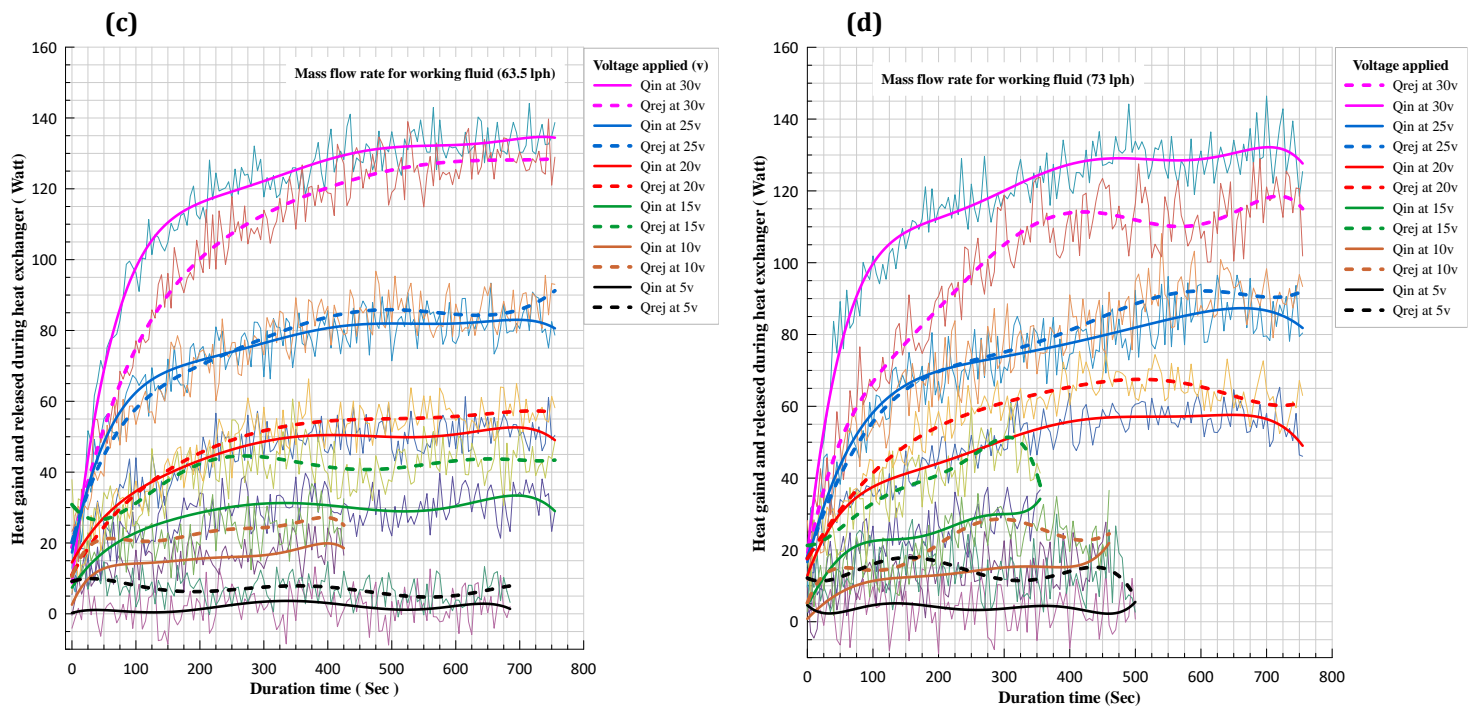 (c)
Heat gaind and released during heat exchanger ( Watt)
160
140
120
100
80
60
40
20
0
Mass flow rate for working fluid (63.5 lph)
0
100
200
300
400
500
600
700
800
Duration time ( Sec )
Voltage applied (v)
Qin at 30v
Qrej at 30v
Qin at 25v
Qrej at 25v
Qin at 20v
Qrej at 20v
Qin at 15v
Qrej at 15v
Qin at 10v
Qrej at 10v
Qin at 5v
Qrej at 5v
(d)
Heat gaind and released during heat exchanger ( Watt)
160
140
120
100
80
60
40
20
0
Mass flow rate for working fluid (73 lph)
0
100
200
300
400
500
600
700
800
Duration time (Sec)
Voltage applied
Qrej at 30v
Qin at 30v
Qin at 25v
Qrej at 25v
Qin at 20v
Qrej at 20v
Qin at 15v
Qrej at 15v
Qin at 10v
Qrej at 10v
Qin at 5v
Qrej at 5v